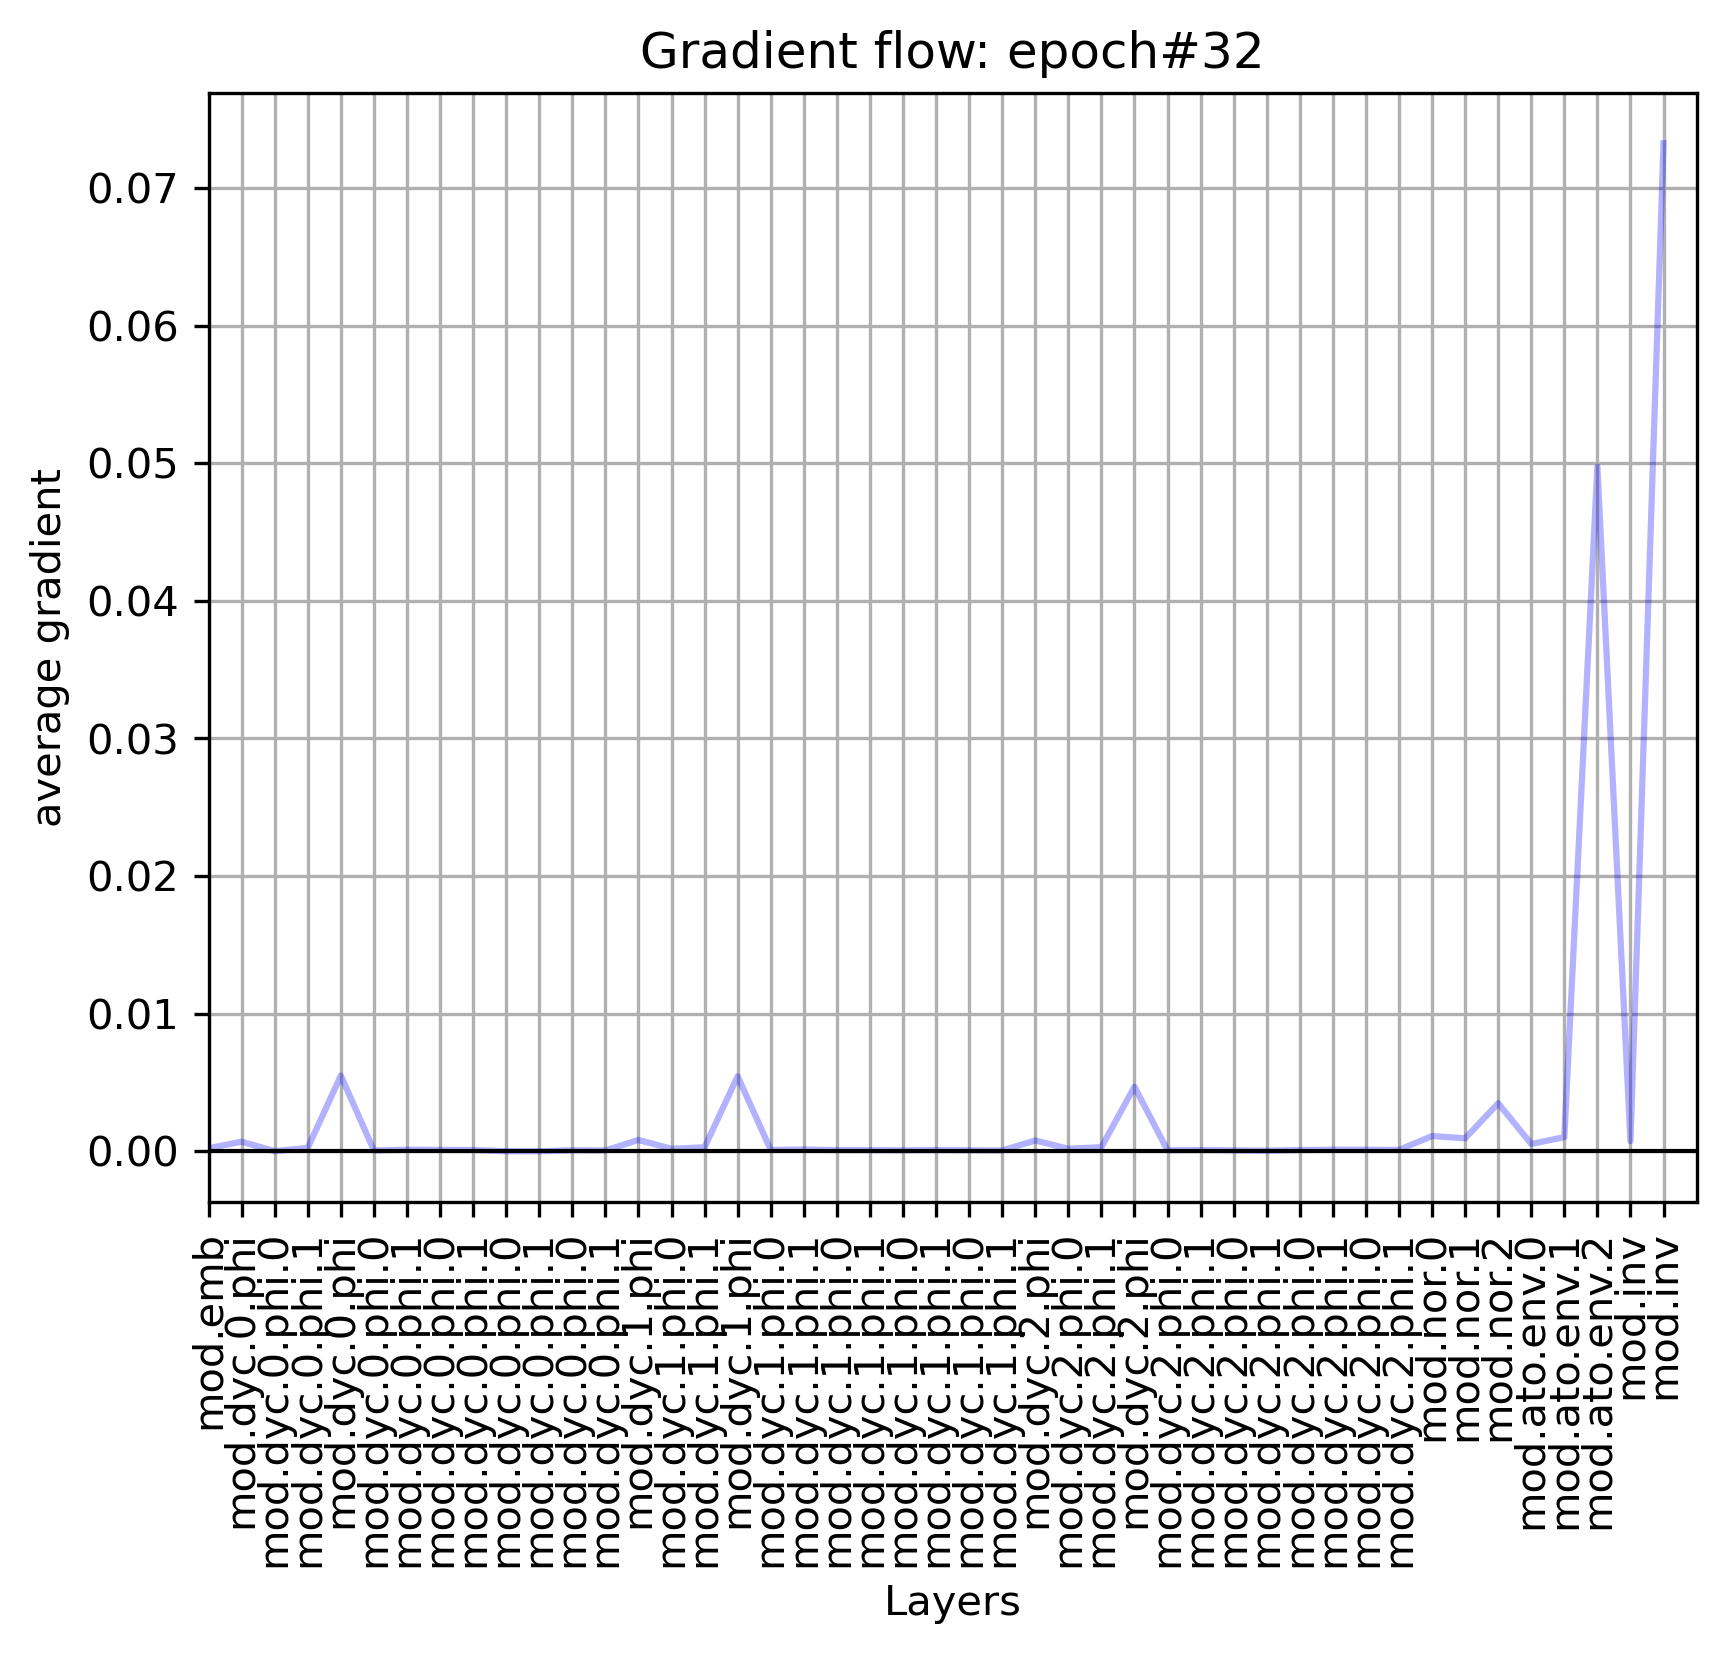 Gradient flow: epoch#32
average gradient
0.07
0.06
0.05
0.04
0.03
0.02
0.01
0.00
mod.emb
mod.dyc.0.phi
mod.dyc.0.phi.0
mod.dyc.0.phi.1
mod.dyc.0.phi
mod.dyc.0.phi.0
mod.dyc.0.phi.1
mod.dyc.0.phi.0
mod.dyc.0.phi.1
mod.dyc.0.phi.0
mod.dyc.0.phi.1
mod.dyc.0.phi.0
mod.dyc.0.phi.1
mod.dyc.1.phi
mod.dyc.1.phi.0
mod.dyc.1.phi.1
mod.dyc.1.phi
mod.dyc.1.phi.0
mod.dyc.1.phi.1
mod.dyc.1.phi.0
mod.dyc.1.phi.1
mod.dyc.1.phi.0
mod.dyc.1.phi.1
mod.dyc.1.phi.0
mod.dyc.1.phi.1
mod.dyc.2.phi
mod.dyc.2.phi.0
mod.dyc.2.phi.1
mod.dyc.2.phi
mod.dyc.2.phi.0
mod.dyc.2.phi.1
mod.dyc.2.phi.0
mod.dyc.2.phi.1
mod.dyc.2.phi.0
mod.dyc.2.phi.1
mod.dyc.2.phi.0
mod.dyc.2.phi.1
mod.nor.0
mod.nor.1
mod.nor.2
mod.ato.env.0
mod.ato.env.1
mod.ato.env.2
mod.inv
mod.inv
Layers